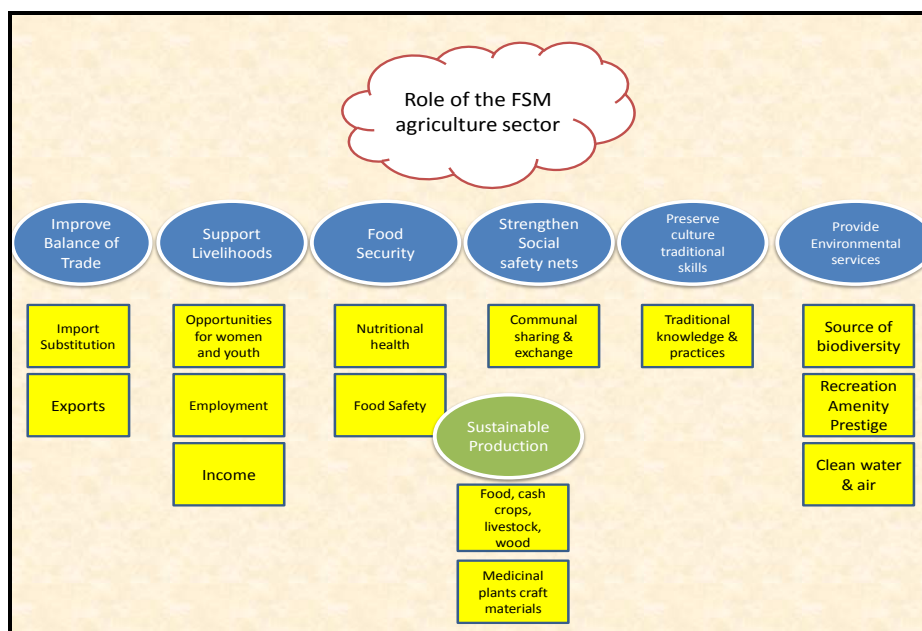 Role of the FSM
agriculture sector
Improve
Balance of
Trade
Support
Livelihoods
Food
Security
Strengthen
Social
safety nets
Preserve
culture
traditional
skills
Provide
Environmental
services
Import
Substitution
Exports
Opportunities
for women
and youth
Employment
Income
Nutritional
health
Food Safety
Communal
sharing &
exchange
Traditional
knowledge &
practices
Source of
biodiversity
Recreation
Amenity
Prestige
Clean water
& air
Sustainable
Production
Food, cash
crops,
livestock,
wood
Medicinal
plants craft
materials